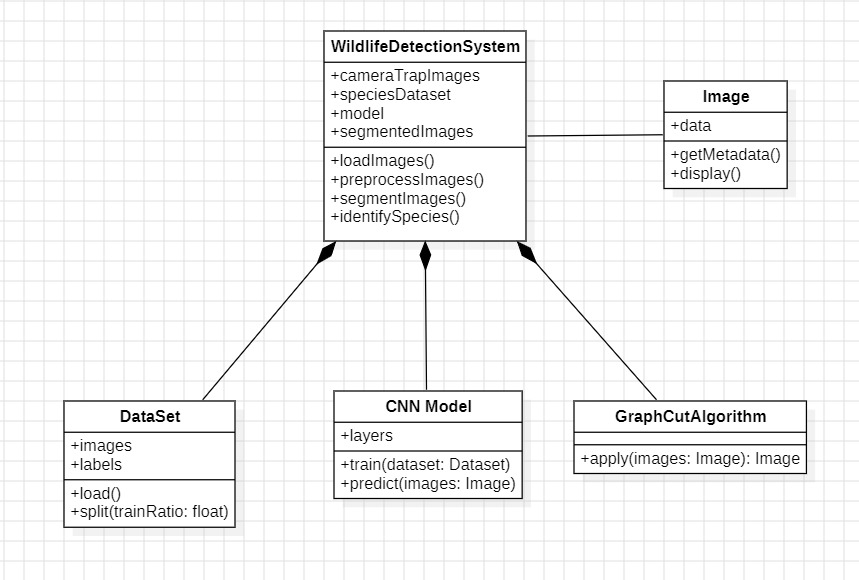 WildlifeDetectionSystem
+cameraTrapImages
+speciesDataset
+model
+segmentedImages
+loadImages()
+preprocessImages()
+segmentImages()
+identifySpecies()
Image
+data
+getMetadata()
+display()
DataSet
+images
+labels
+load()
+split(trainRatio: float)
CNN Model
+layers
+train(dataset: Dataset)
+predict(images: Image)
GraphCutAlgorithm
+apply(images: Image): Image